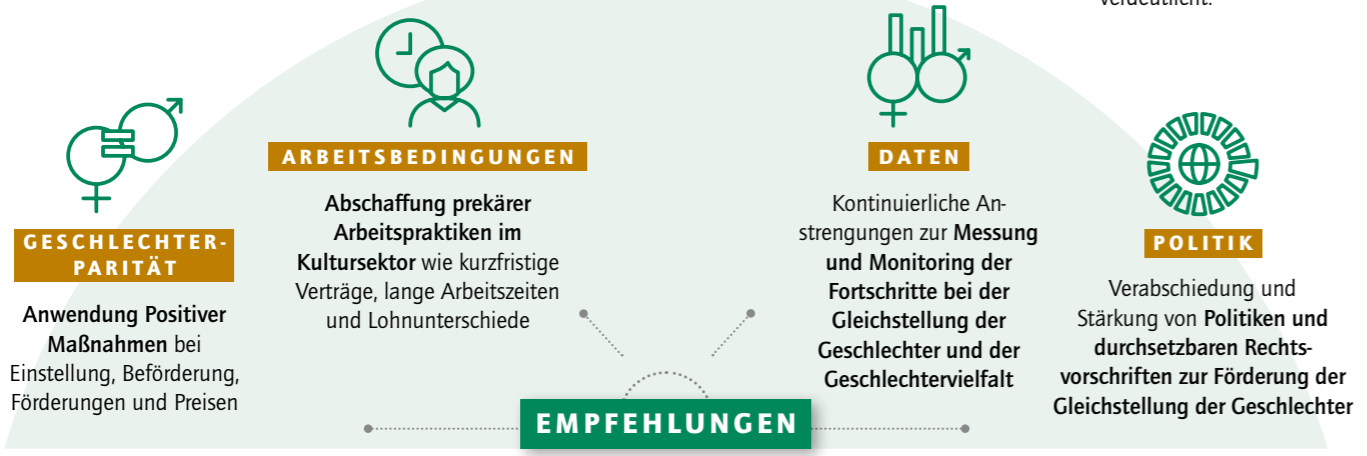 verdeutlicht.
GESCHLECHTER-
PARITÄT
Anwendung Positiver
Maßnahmen bei
Einstellung, Beförderung,
Förderungen und Preisen
ARBEITSBEDINGUNGEN
Abschaffung prekärer
Arbeitspraktiken im
Kultursektor wie kurzfristige
Verträge, lange Arbeitszeiten
und Lohnunterschiede
DATEN
Kontinuierliche An-
strengungen zur Messung
und Monitoring der
Fortschritte bei der
Gleichstellung der
Geschlechter und der
Geschlechtervielfalt
POLITIK
Verabschiedung und
Stärkung von Politiken und
durchsetzbaren Rechts-
vorschriften zur Förderung der
Gleichstellung der Geschlechter
EMPFEHLUNGEN